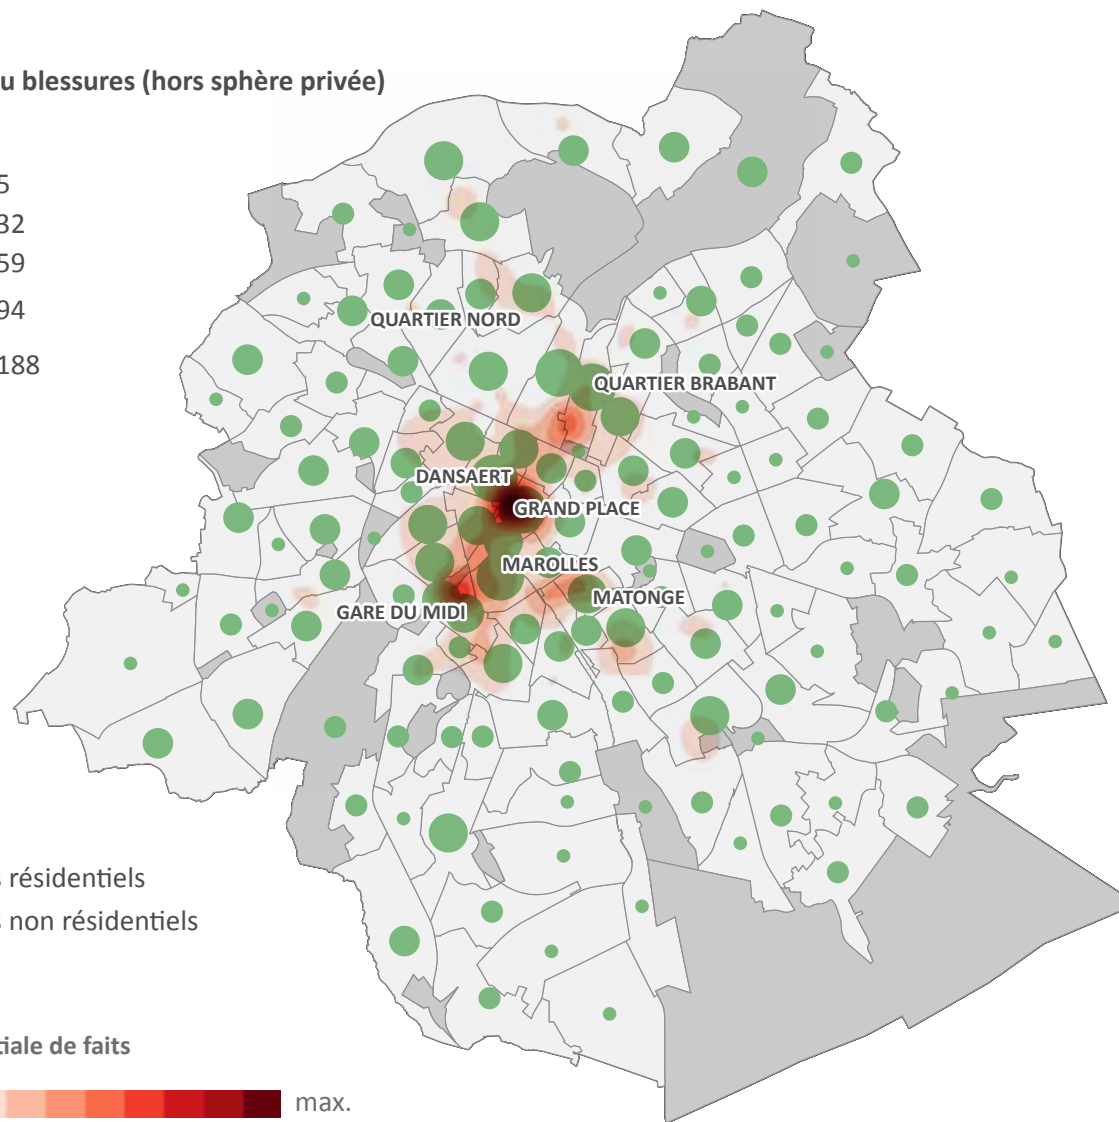 u blessures (hors sphère privée)
5
32
59
94
188
QUARTIER NORD
QUARTIER BRABANT
DANSAERT
GRAND PLACE
MAROLLES
MATONGE
GARE DU MIDI
s résidentiels
s non résidentiels
tiale de faits
max.